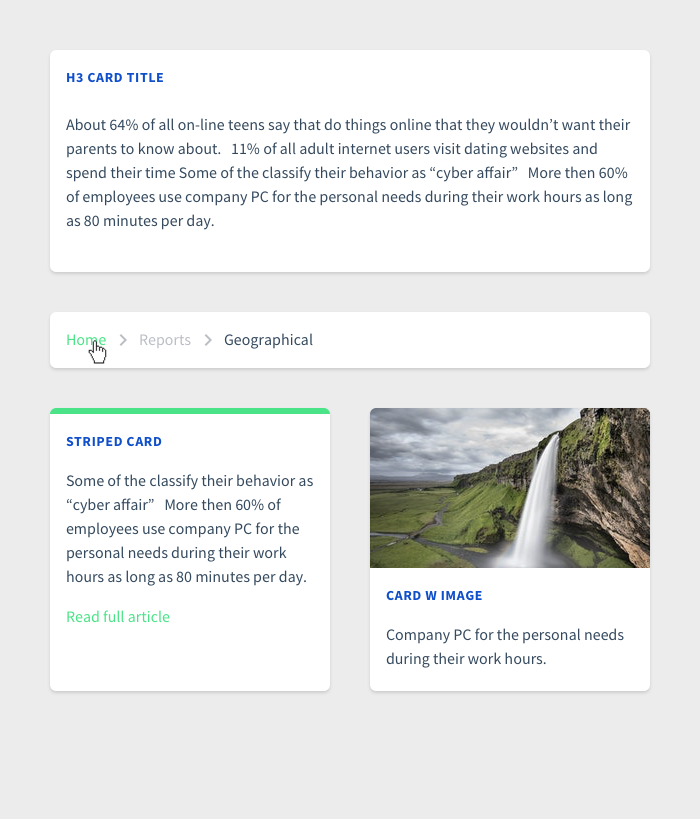 H3 CARD TITLE
About 64% of all on-line teens say that do things online that they wouldn’t want their
parents to know about.   11% of all adult internet users visit dating websites and
spend their time Some of the classify their behavior as “cyber affair”   More then 60%
of employees use company PC for the personal needs during their work hours as long
as 80 minutes per day.
Home > Reports > Geographical
STRIPED CARD
Some of the classify their behavior as
“cyber affair”   More then 60% of
employees use company PC for the
personal needs during their work
hours as long as 80 minutes per day.
Read full article
CARD W IMAGE
Company PC for the personal needs
during their work hours.